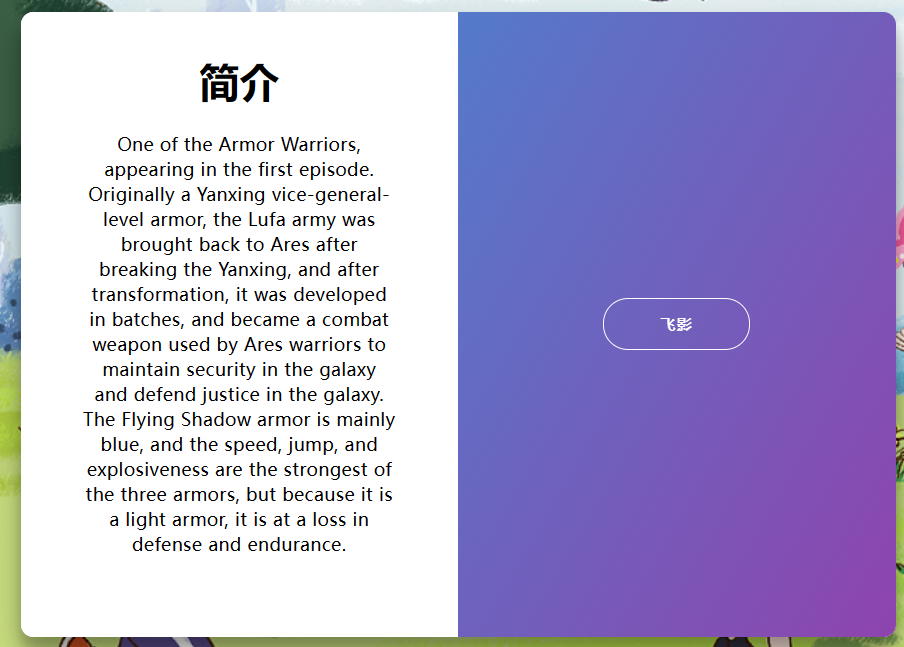 简介
One of the Armor Warriors,
appearing in the first episode.
Originally a Yanxing vice-general-
level armor, the Lufa army was
brought back to Ares after
breaking the Yanxing, and after
transformation, it was developed
in batches, and became a combat
weapon used by Ares warriors to
maintain security in the galaxy
and defend justice in the galaxy.
The Flying Shadow armor is mainly
blue, and the speed, jump, and
explosiveness are the strongest of
the three armors, but because it is
a light armor, it is at a loss in
defense and endurance.
飞影